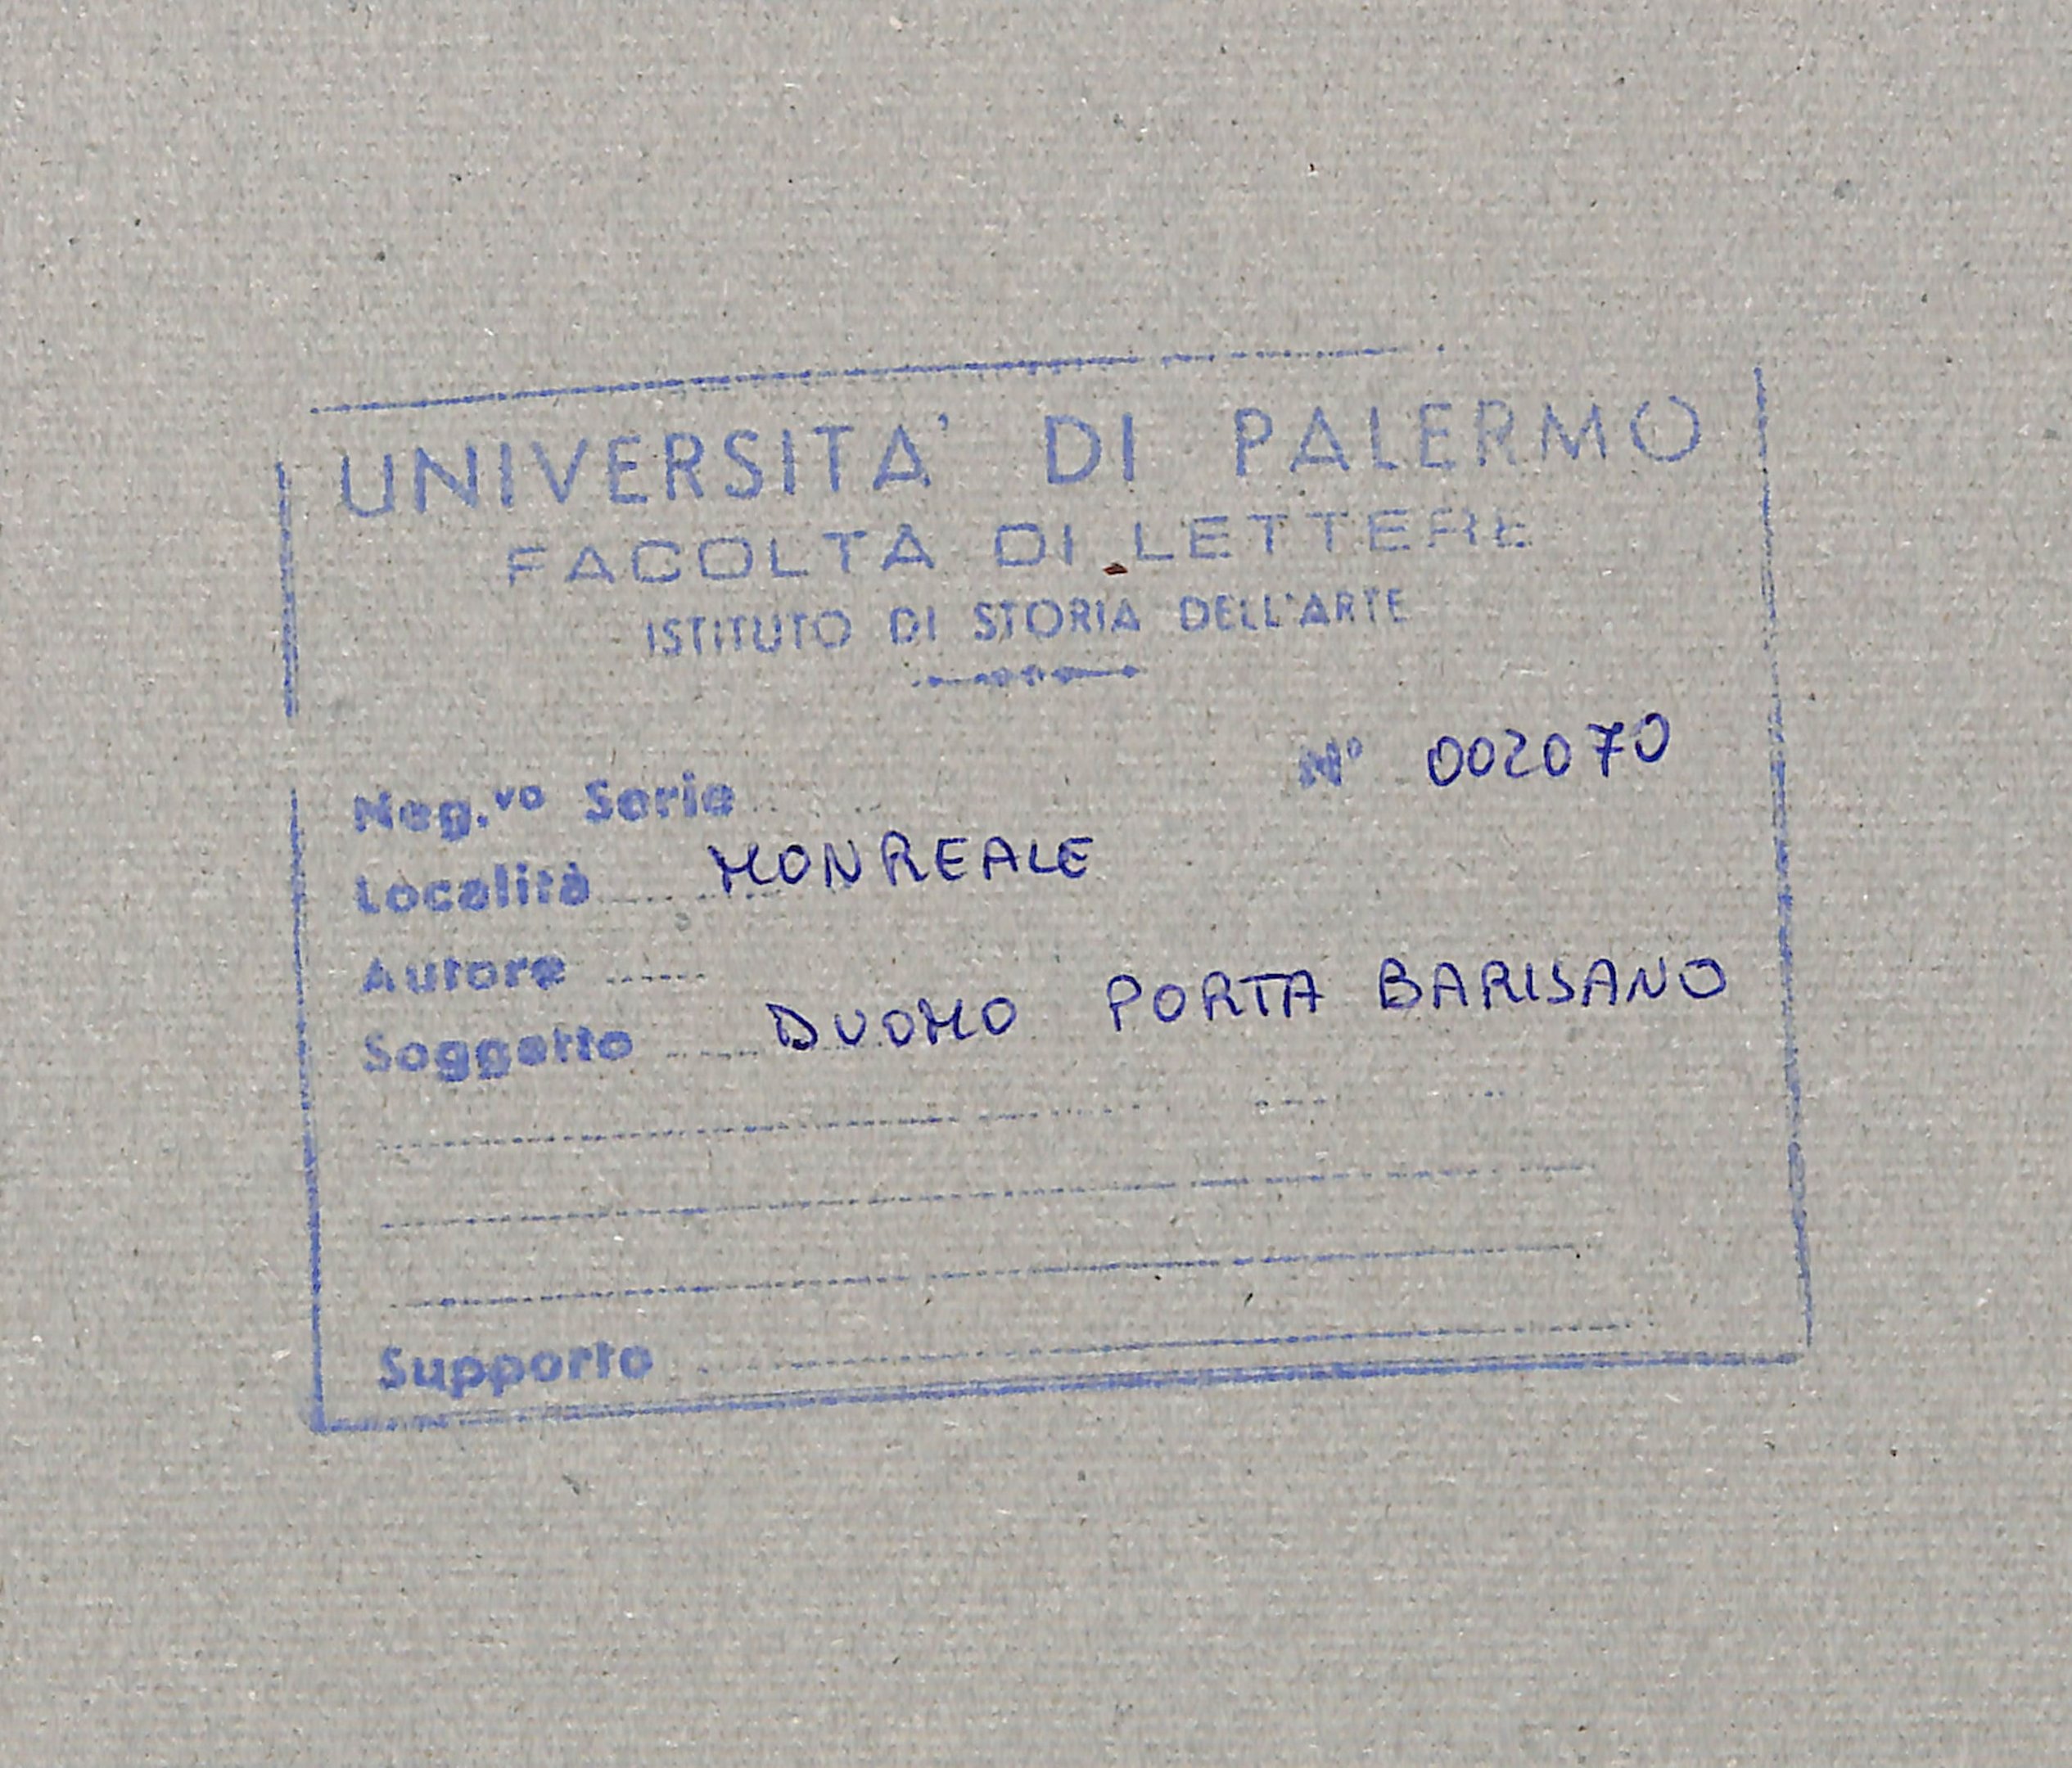 UNIVERSITA' DI PALERMO
FACOLTÀ DI LETTERE
ISTITUTO DI STORIA DELL'ARTE
Neg.vo Serie N° 002070
Località MONREALE
Autore
Soggetto DUOMO PORTA BARISANO
Supporto